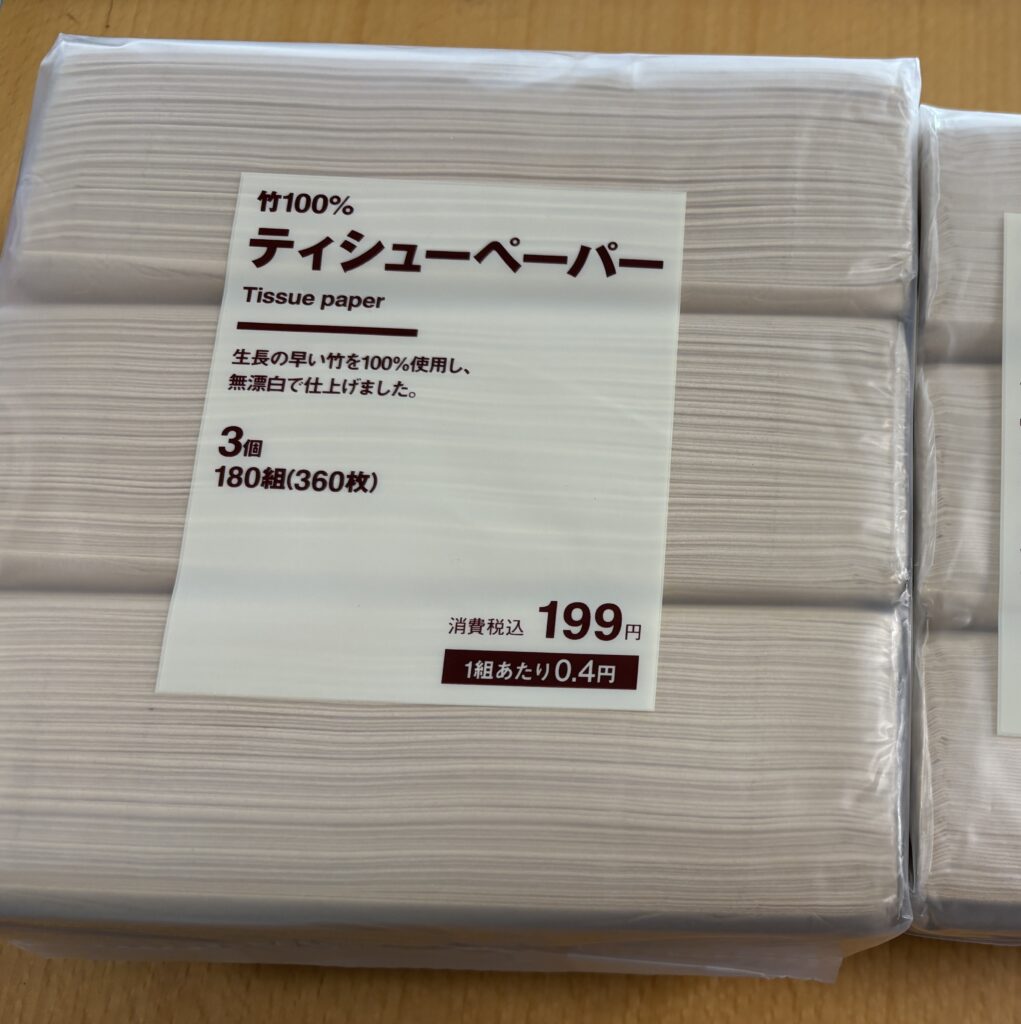 竹100%
ティシューペーパー
Tissue paper
生長の早い竹を100%使用し、
無漂白で仕上げました。
3個
180組(360枚)
消費税込 199円
1組あたり0.4円